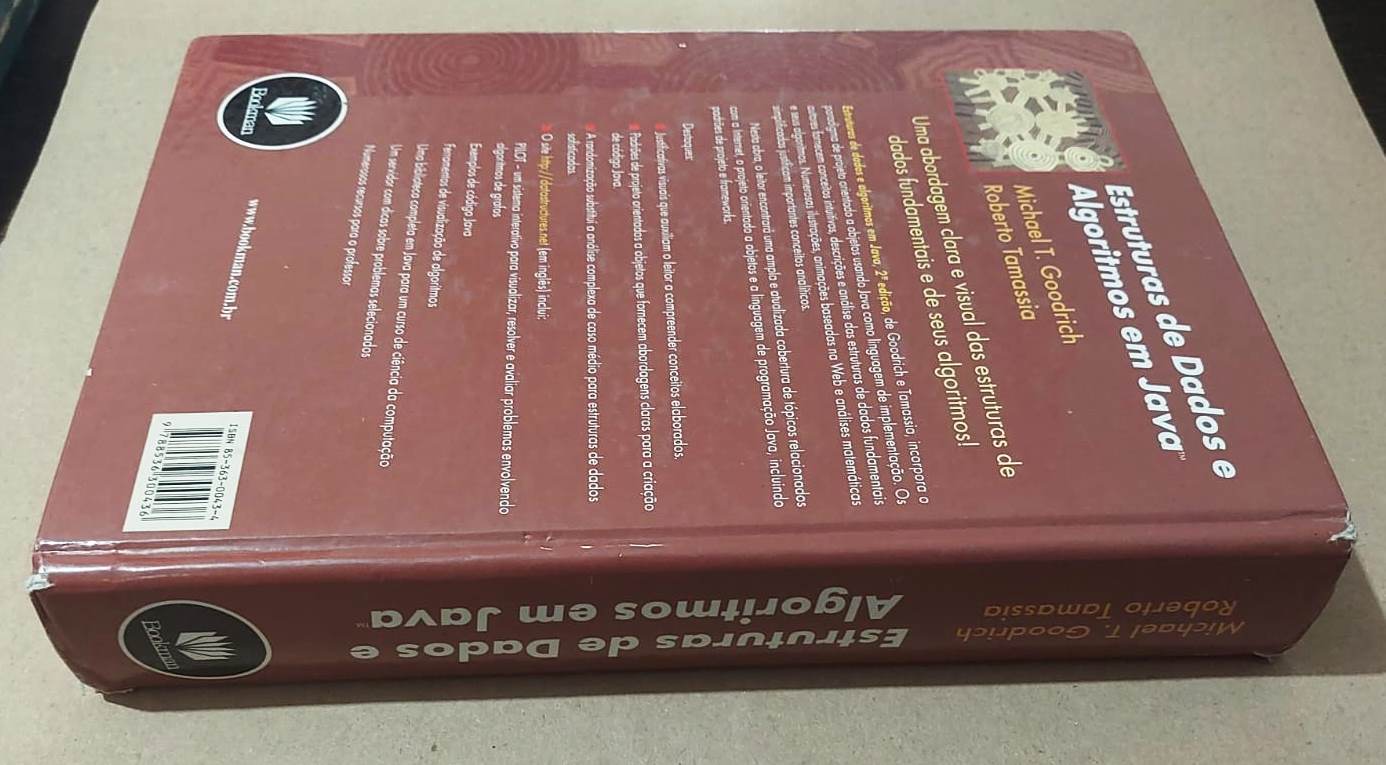 Estruturas de Dados e
Algoritmos em Java™
Michael T. Goodrich
Roberto Tamassia
Uma abordagem clara e visual das estruturas de
dados fundamentais e de seus algoritmos!
Estruturas de dados e algoritmos em Java, 2ª edição, de Goodrich e Tamassia, incorpora o
paradigma de projeto orientado a objetos usando Java como linguagem de implementação. Os
autores fornecem conceitos intuitivos, descrições e análise das estruturas de dados fundamentais
e seus algoritmos. Numerosas ilustrações, animações baseadas na Web e análises matemáticas
simplificadas justificam importantes conceitos analíticos.
Nesta obra, o leitor encontrará uma ampla e atualizada cobertura de tópicos relacionados
com a Internet, o projeto orientado a objetos e a linguagem de programação Java, incluindo
padrões de projeto e frameworks.
Destaques:
Justificativas visuais que auxiliam o leitor a compreender conceitos elaborados.
Padrões de projeto orientados a objetos que fornecem abordagens claras para a criação
de código Java.
A randomização substitui a análise complexa de caso médio para estruturas de dados
sofisticadas.
O site http://datastructures.net (em inglês) inclui:
PILOT - um sistema interativo para visualizar, resolver e avaliar problemas envolvendo
algoritmos de grafos
Exemplos de código Java
Ferramentas de visualização de algoritmos
Uma biblioteca completa em Java para um curso de ciência da computação
Um servidor com dicas sobre problemas selecionados
Numerosos recursos para o professor
www.bookman.com.br
Bookman
ISBN 85-363-0043-4
9 788536 300436
Michael T. Goodrich
Roberto Tamassia
Estruturas de Dados e
Algoritmos em Java™
Bookman